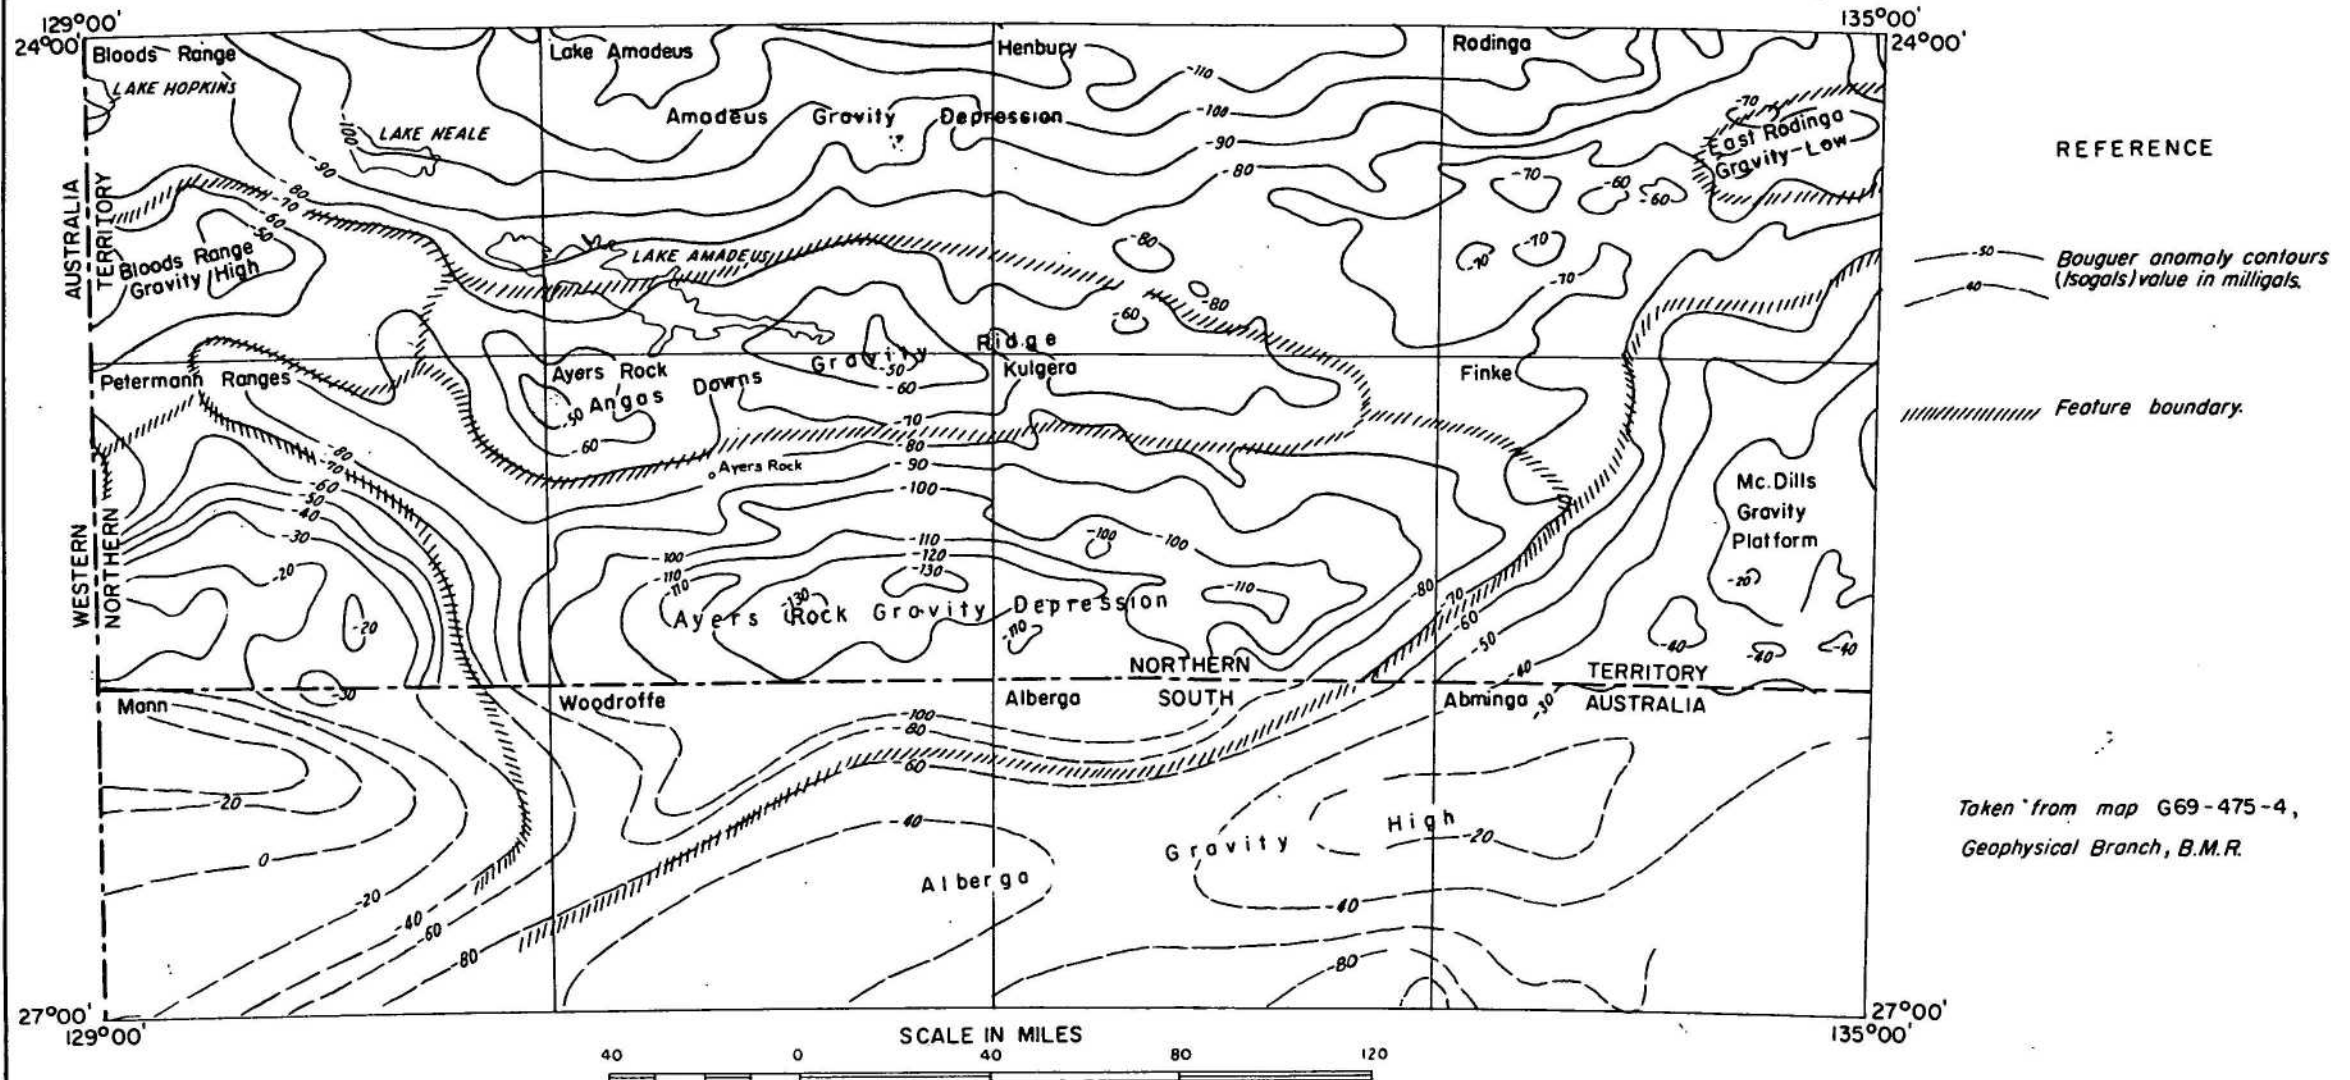 129°00'
135°00'
24°00'
24°00'
Bloods Range
Lake Amadeus
Henbury
Rodinga
LAKE HOPKINS
-110
-70
-100
-100
Amadeus Gravity Depression
LAKE NEALE
East Rodinga
Gravity-Low
REFERENCE
-90
-90
-80
-80
-70
-60
-60
-70
-60
-50
AUSTRALIA
TERRITORY
Bloods Range
Gravity High
LAKE AMADEUS
-80
-70
-70
-70
-50
Bouguer anomaly contours
(Isogals) value in milligals.
40
-80
-60
Ridge
Gravity
-50
-60
Petermann Ranges
Ayers Rock
Angas Downs
Kulgera
Finke
-50
-60
-70
-80
Feature boundary.
-80
-70
-60
-50
-40
-30
-20
-20
Ayers Rock
-90
-100
Mc. Dills
Gravity
Platform
-20
WESTERN
NORTHERN
-100
-110
-110
-110
-120
-130
-130
-100
-100
-110
-110
Ayers Rock Gravity Depression
-80
-70
-60
-50
-40
-40
-40
-40
NORTHERN
TERRITORY
-30
Mann
Woodroffe
Alberga
SOUTH
Abminga
-30
AUSTRALIA
-100
-80
60
20
-40
0
Alberga Gravity High
-20
Taken from map G69-475-4,
Geophysical Branch, B.M.R.
-20
-40
-60
-80
-40
-80
27°00'
129°00'
27°00'
135°00'
SCALE IN MILES
40 0 40 80 120